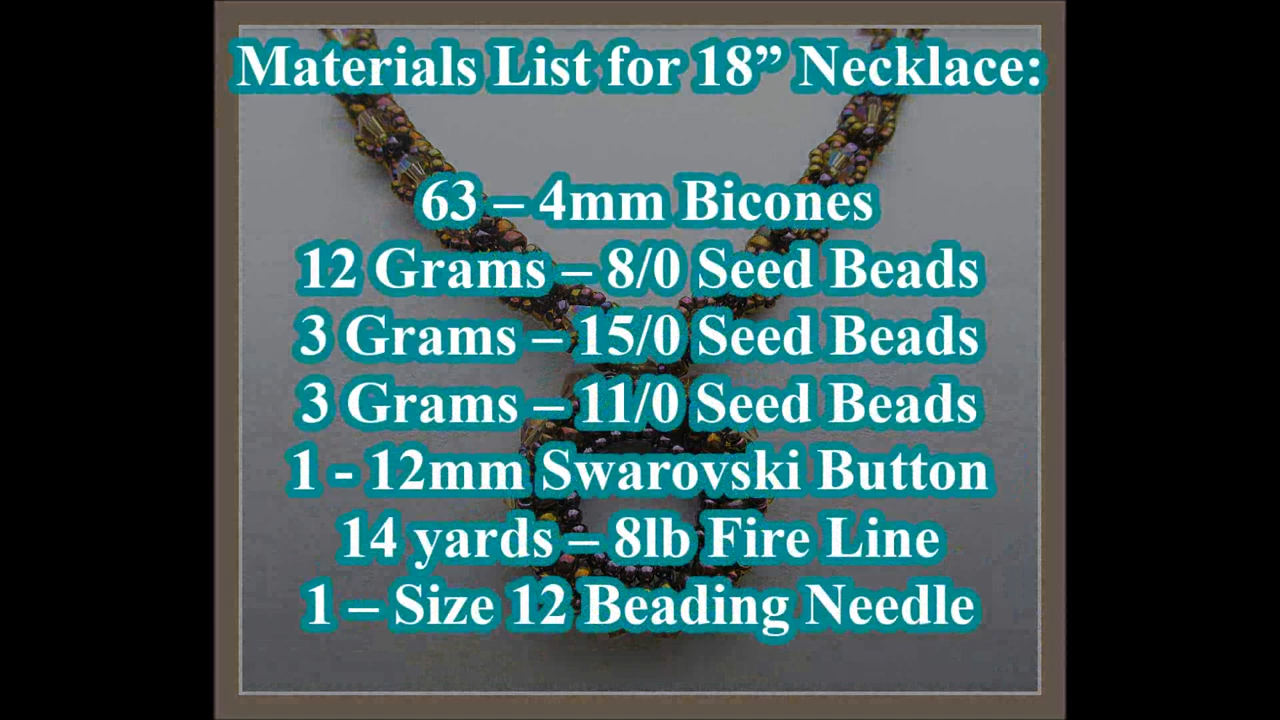 Materials List for 18” Necklace:
63 – 4mm Bicones
12 Grams – 8/0 Seed Beads
3 Grams – 15/0 Seed Beads
3 Grams – 11/0 Seed Beads
1 - 12mm Swarovski Button
14 yards – 8lb Fire Line
1 – Size 12 Beading Needle